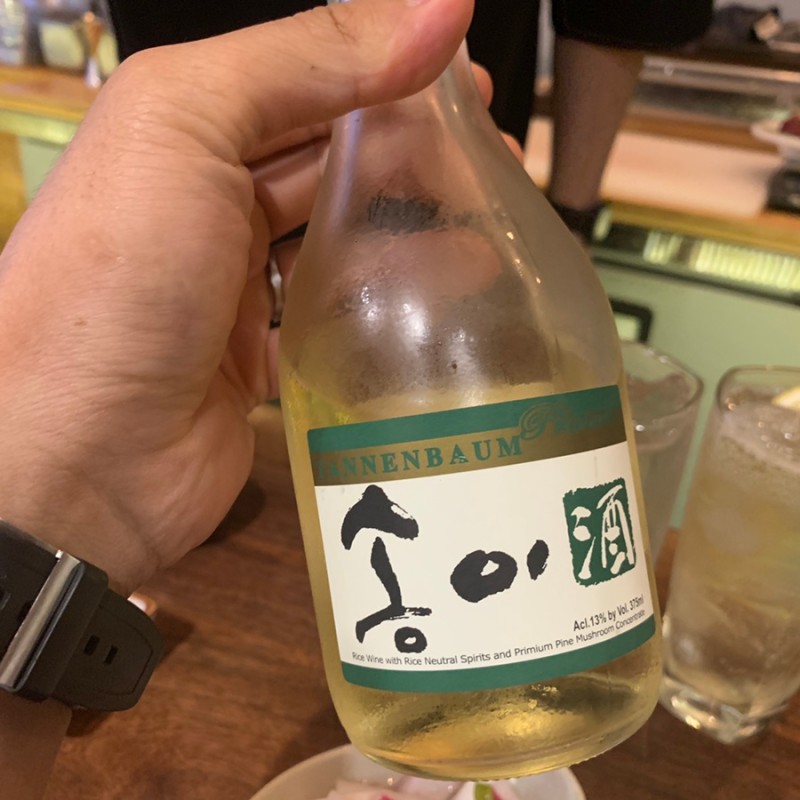 TANNENBAUM
송이 酒
Acl.13% by Vol. 375ml
Rice Wine with Rice Neutral Spirits and Primium Pine Mushroom Concentrate